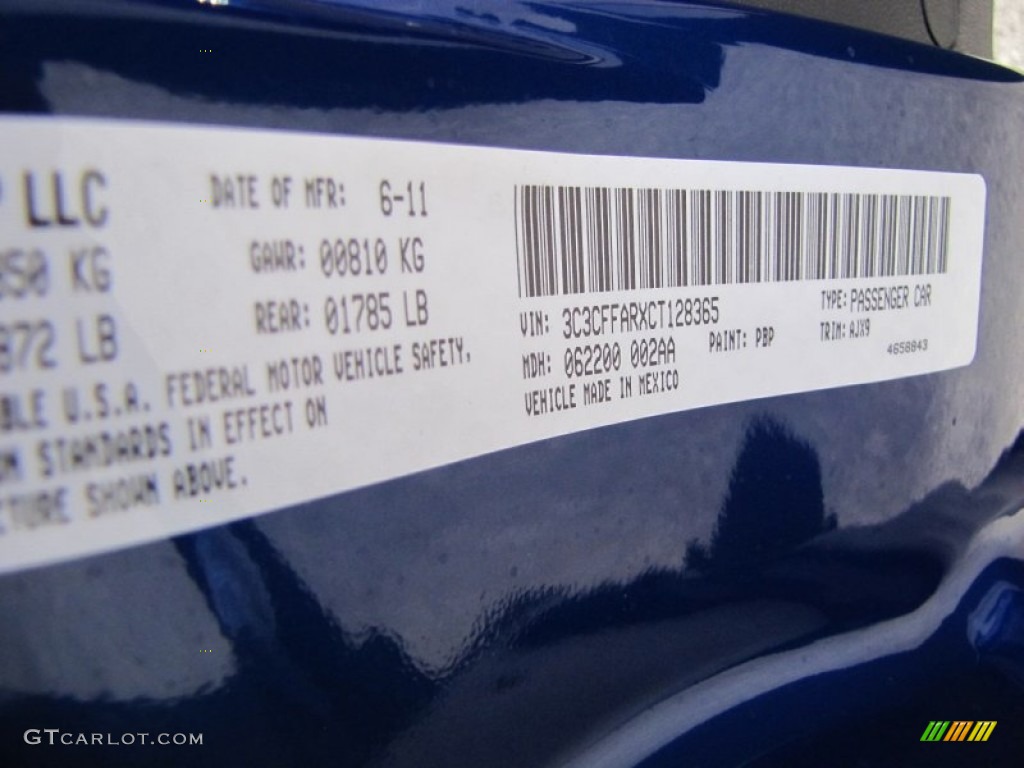 LLC
DATE OF MFR: 6-11
50 KG GAWR: 00810 KG
872 LB REAR: 01785 LB
U.S.A. FEDERAL MOTOR VEHICLE SAFETY,
STANDARDS IN EFFECT ON
SHOWN ABOVE.
VIN: 3C3CFFARXCT128365
TYPE: PASSENGER CAR
MDH: 062200 002AA PAINT: PBP
TRIM: AJX9
VEHICLE MADE IN MEXICO
4658843
GTCARLOT.COM